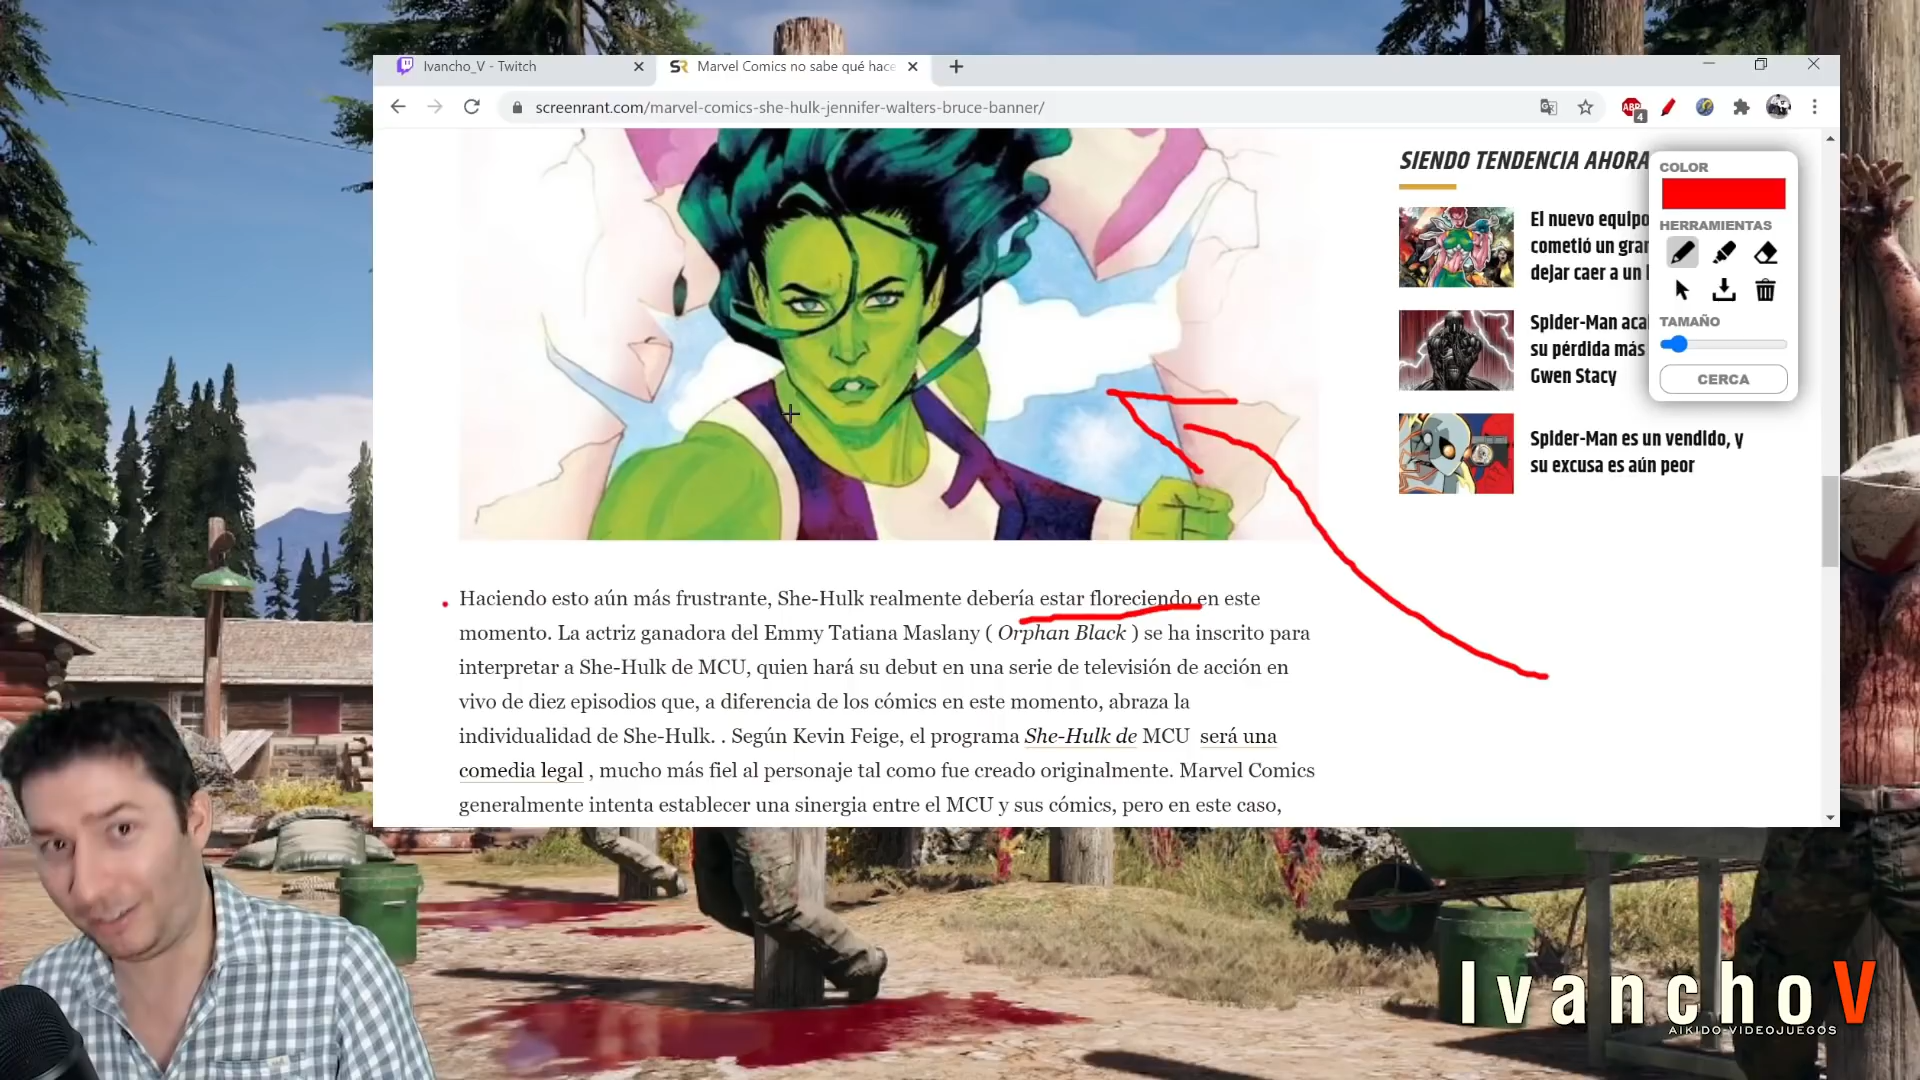 Ivancho_V - Twitch
Marvel Comics no sabe qué hace
screenrant.com/marvel-comics-she-hulk-jennifer-walters-bruce-banner/
ABP
4
SIENDO TENDENCIA AHORA
El nuevo equipo
cometió un gran
dejar caer a un
Spider-Man aca
su pérdida más
Gwen Stacy
Spider-Man es un vendido, y
su excusa es aún peor
COLOR
HERRAMIENTAS
TAMAÑO
CERCA
Haciendo esto aún más frustrante, She-Hulk realmente debería estar floreciendo en este
momento. La actriz ganadora del Emmy Tatiana Maslany ( Orphan Black ) se ha inscrito para
interpretar a She-Hulk de MCU, quien hará su debut en una serie de televisión de acción en
vivo de diez episodios que, a diferencia de los cómics en este momento, abraza la
individualidad de She-Hulk. . Según Kevin Feige, el programa She-Hulk de MCU será una
comedia legal , mucho más fiel al personaje tal como fue creado originalmente. Marvel Comics
generalmente intenta establecer una sinergia entre el MCU y sus cómics, pero en este caso,
IvanchoV
AIKIDO-VIDEOJUEGOS